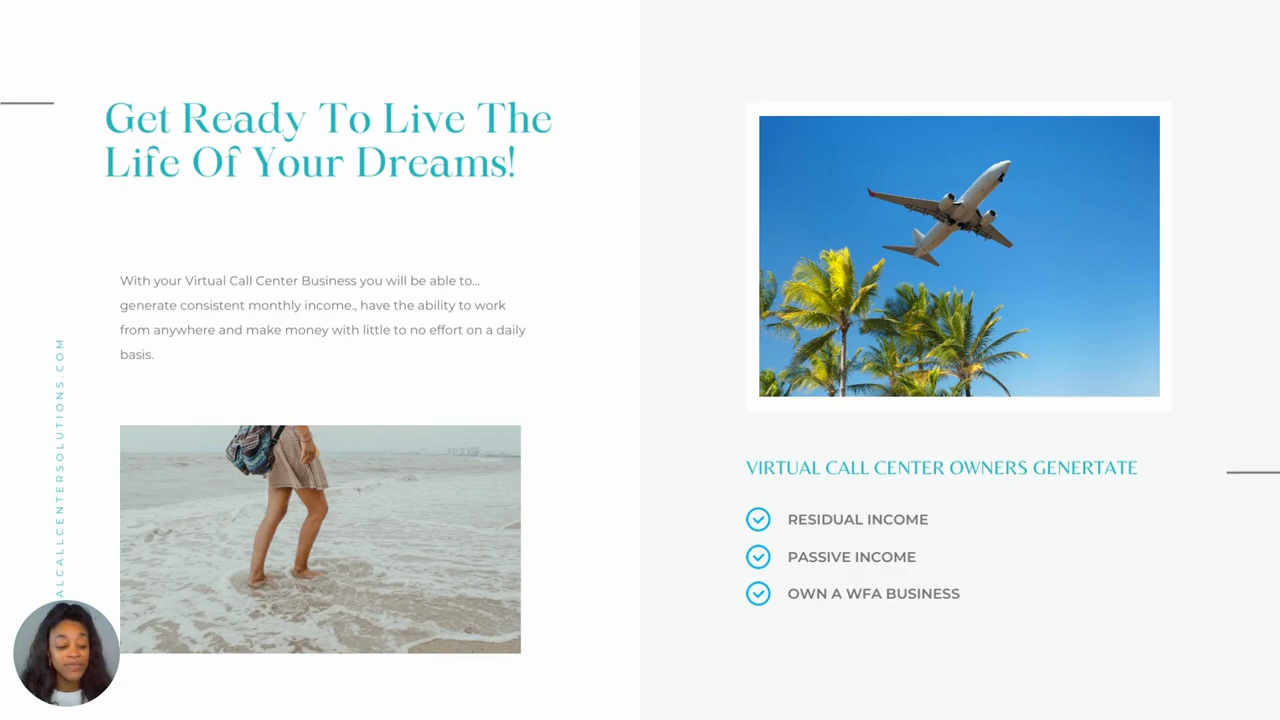 Get Ready To Live The
Life Of Your Dreams!
With your Virtual Call Center Business you will be able to...
generate consistent monthly income., have the ability to work
from anywhere and make money with little to no effort on a daily
basis.
ALCALLCENTERSOLUTIONS.COM
VIRTUAL CALL CENTER OWNERS GENERTATE
RESIDUAL INCOME
PASSIVE INCOME
OWN A WFA BUSINESS